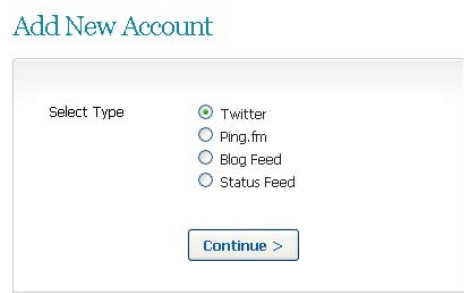 Add New Account
Select Type
Twitter
Ping.fm
Blog Feed
Status Feed
Continue >